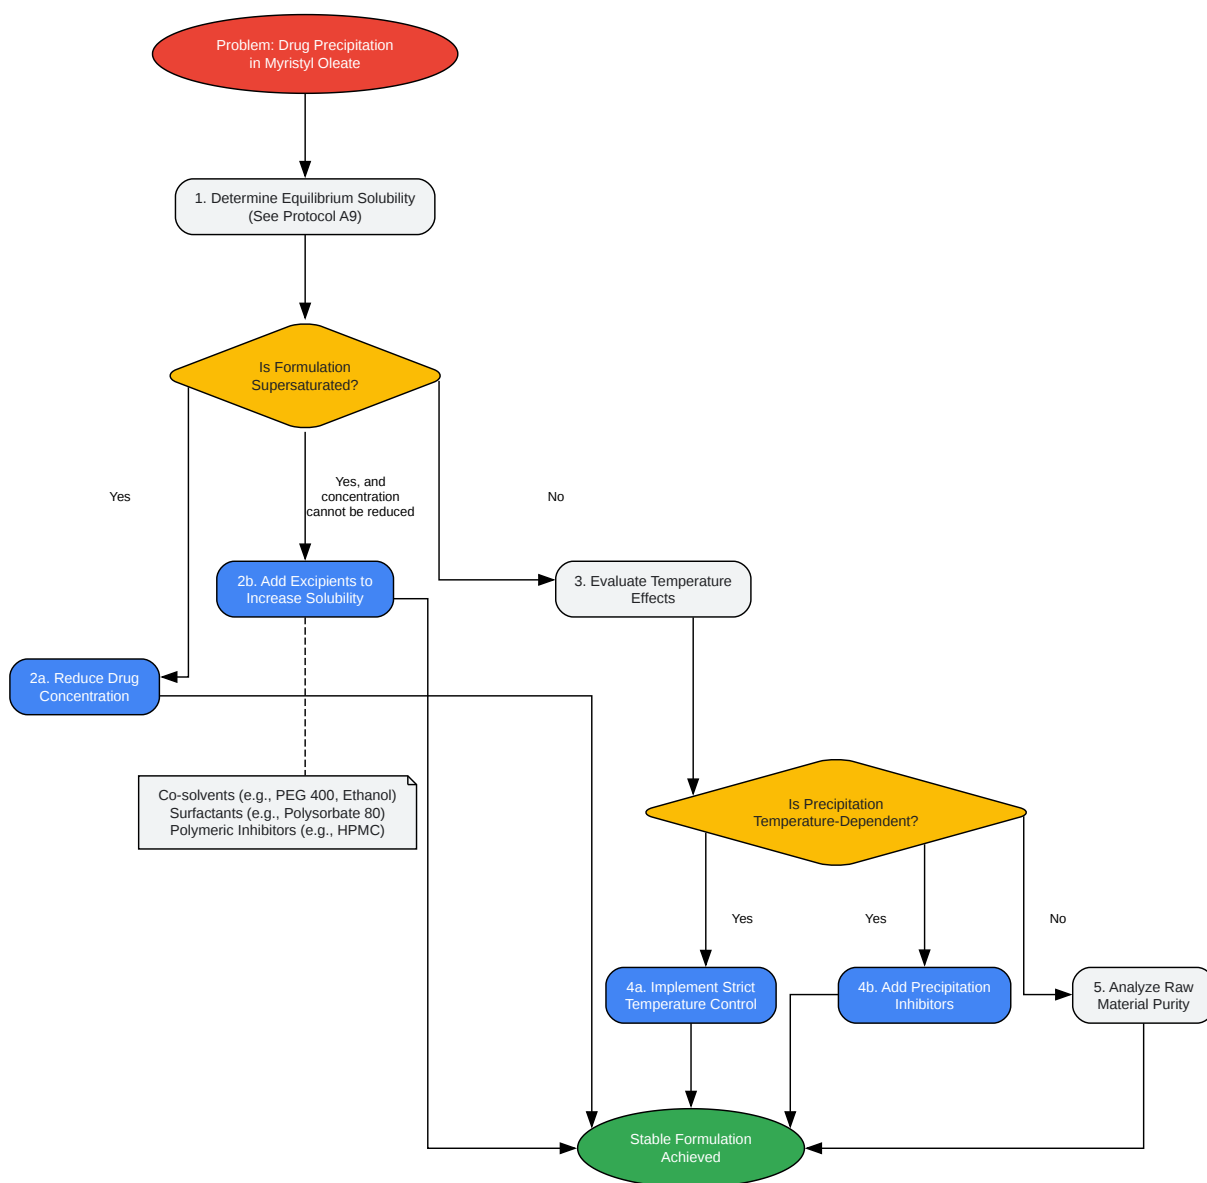 Problem: Drug Precipitation
in Myristyl Oleate
1. Determine Equilibrium Solubility
(See Protocol A9)
Is Formulation
Supersaturated?
Yes
Yes, and
concentration
cannot be reduced
No
2b. Add Excipients to
Increase Solubility
3. Evaluate Temperature
Effects
2a. Reduce Drug
Concentration
Co-solvents (e.g., PEG 400, Ethanol)
Surfactants (e.g., Polysorbate 80)
Polymeric Inhibitors (e.g., HPMC)
Is Precipitation
Temperature-Dependent?
Yes
Yes
No
4a. Implement Strict
Temperature Control
4b. Add Precipitation
Inhibitors
5. Analyze Raw
Material Purity
Stable Formulation
Achieved